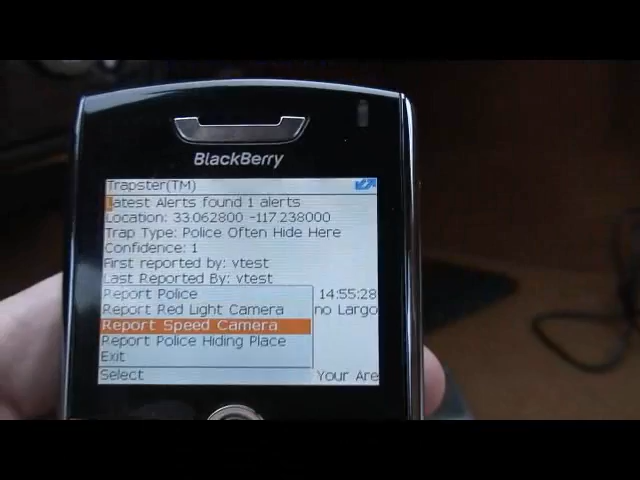 BlackBerry
Trapster(TM)
Latest Alerts found 1 alerts
Location: 33.062800 -117.238000
Trap Type: Police Often Hide Here
Confidence: 1
First reported by: vtest
Last Reported By: vtest
Report Police 14:55:28
Report Red Light Camera no Largo
Report Speed Camera
Report Police Hiding Place
Exit
Select Your Are